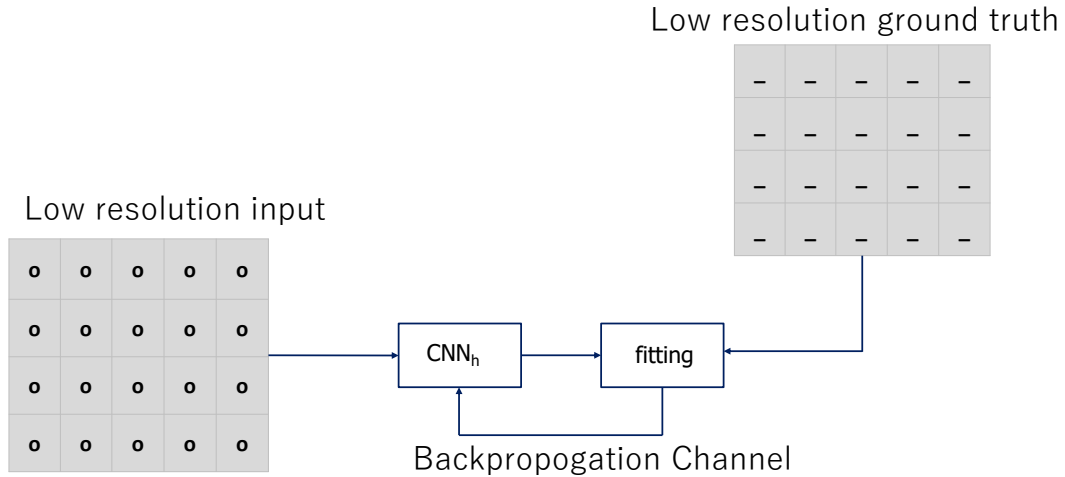 Low resolution ground truth
– – – – –
– – – – –
– – – – –
– – – – –
Low resolution input
o o o o o
o o o o o
o o o o o
o o o o o
CNNh
fitting
Backpropogation Channel